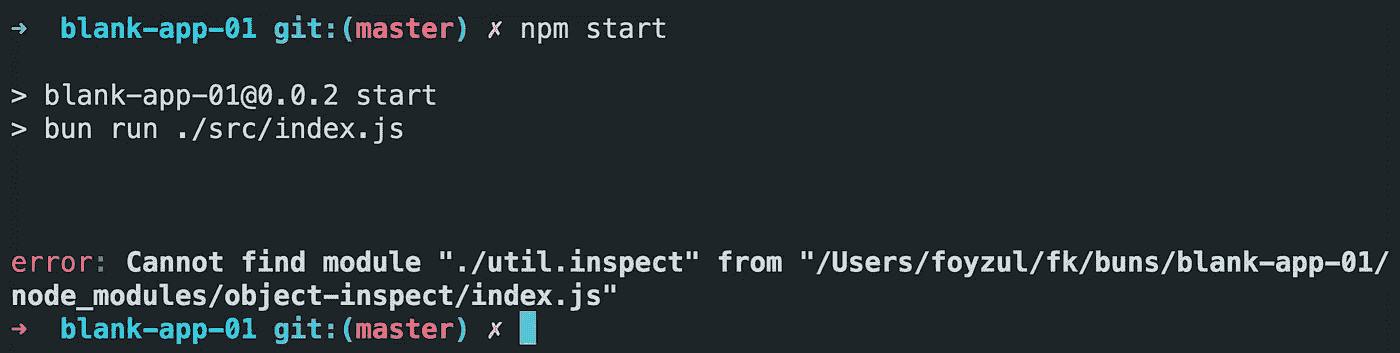 → blank-app-01 git:(master) ✗ npm start
> blank-app-01@0.0.2 start
> bun run ./src/index.js
error: Cannot find module "./util.inspect" from "/Users/foyzul/fk/buns/blank-app-01/
node_modules/object-inspect/index.js"
→ blank-app-01 git:(master) ✗